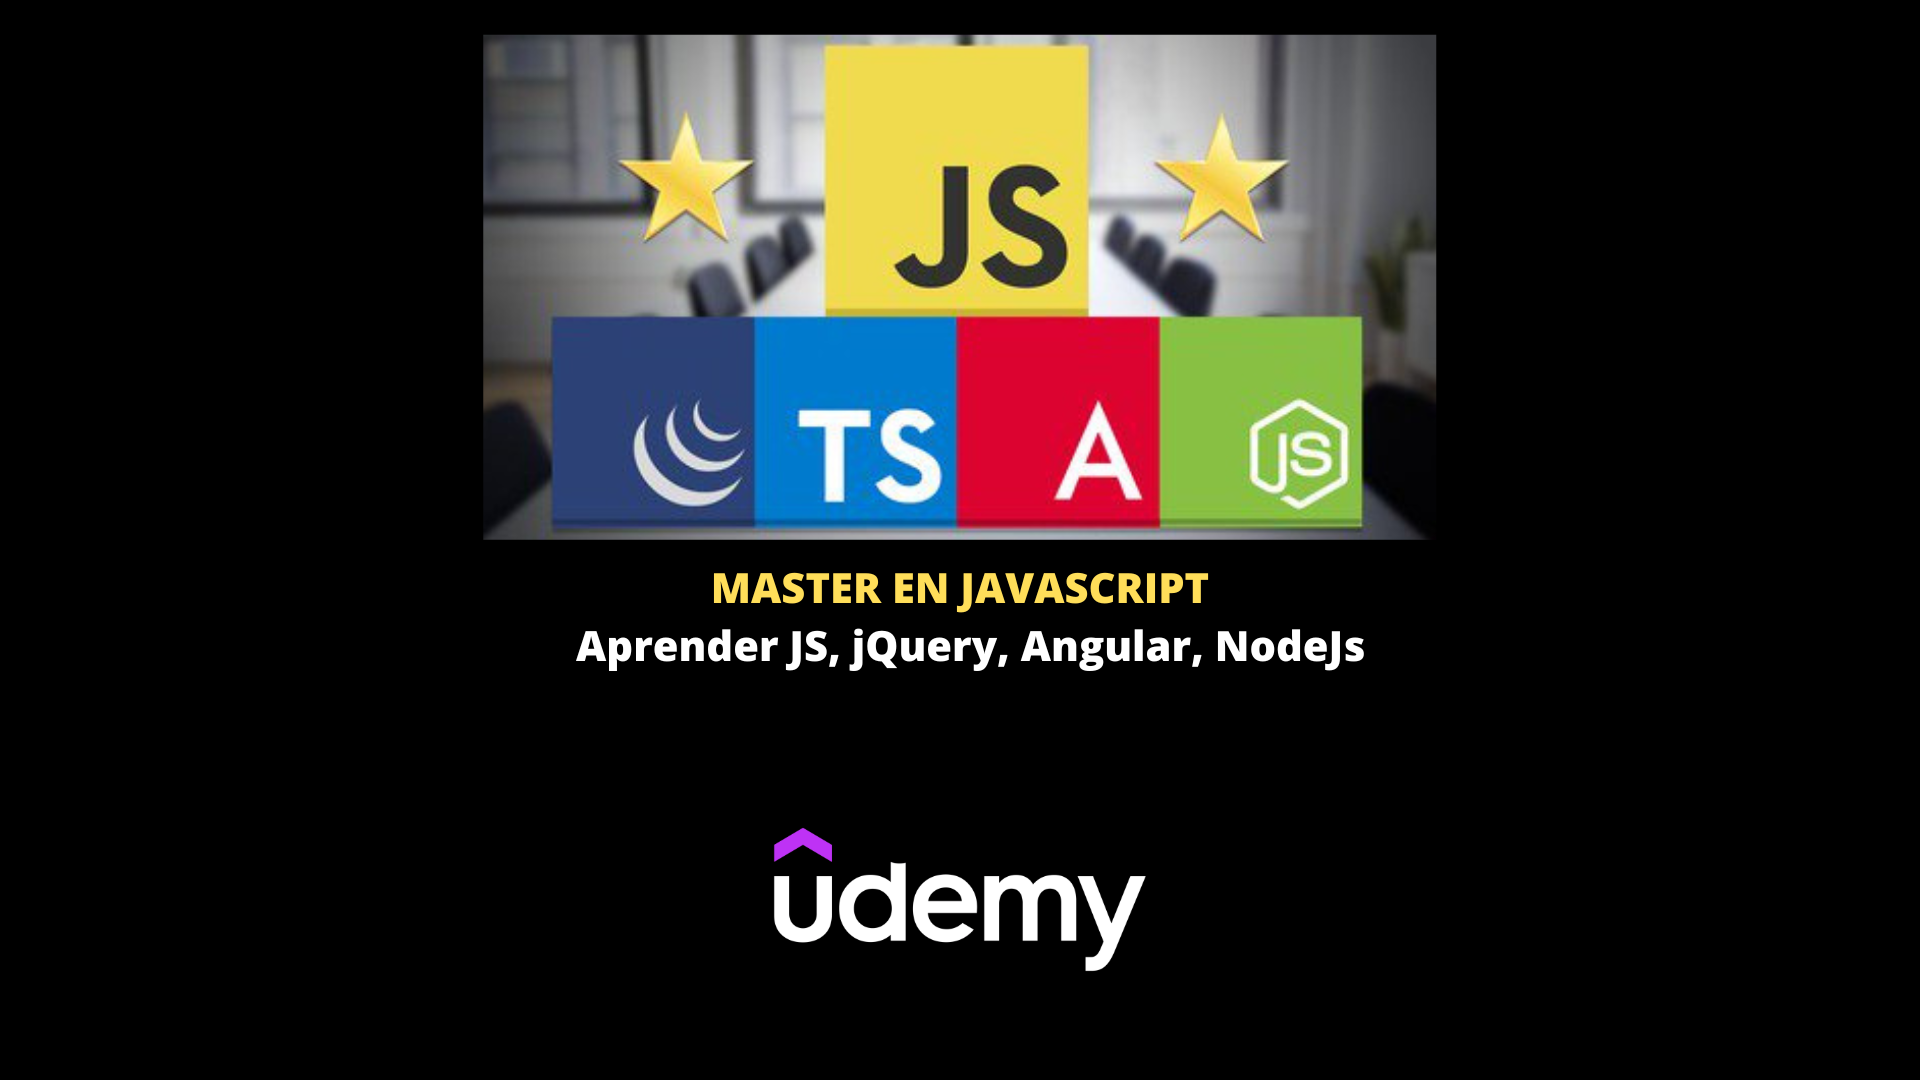 JS
TS A JS
MASTER EN JAVASCRIPT
Aprender JS, jQuery, Angular, NodeJs
udemy